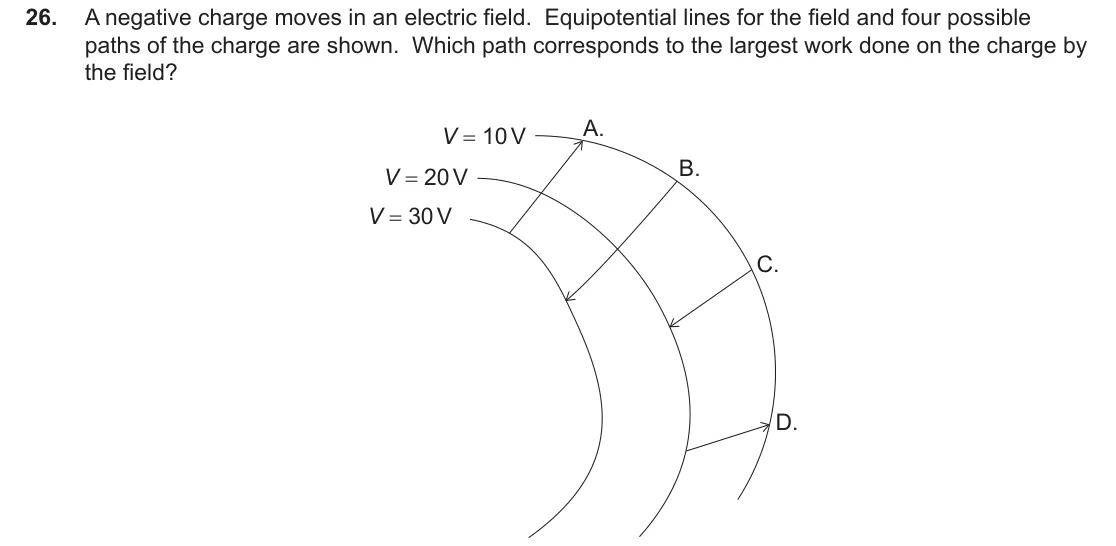 26. A negative charge moves in an electric field. Equipotential lines for the field and four possible
paths of the charge are shown. Which path corresponds to the largest work done on the charge by
the field?
V = 10 V
A.
B.
V = 20 V
V = 30 V
C.
D.